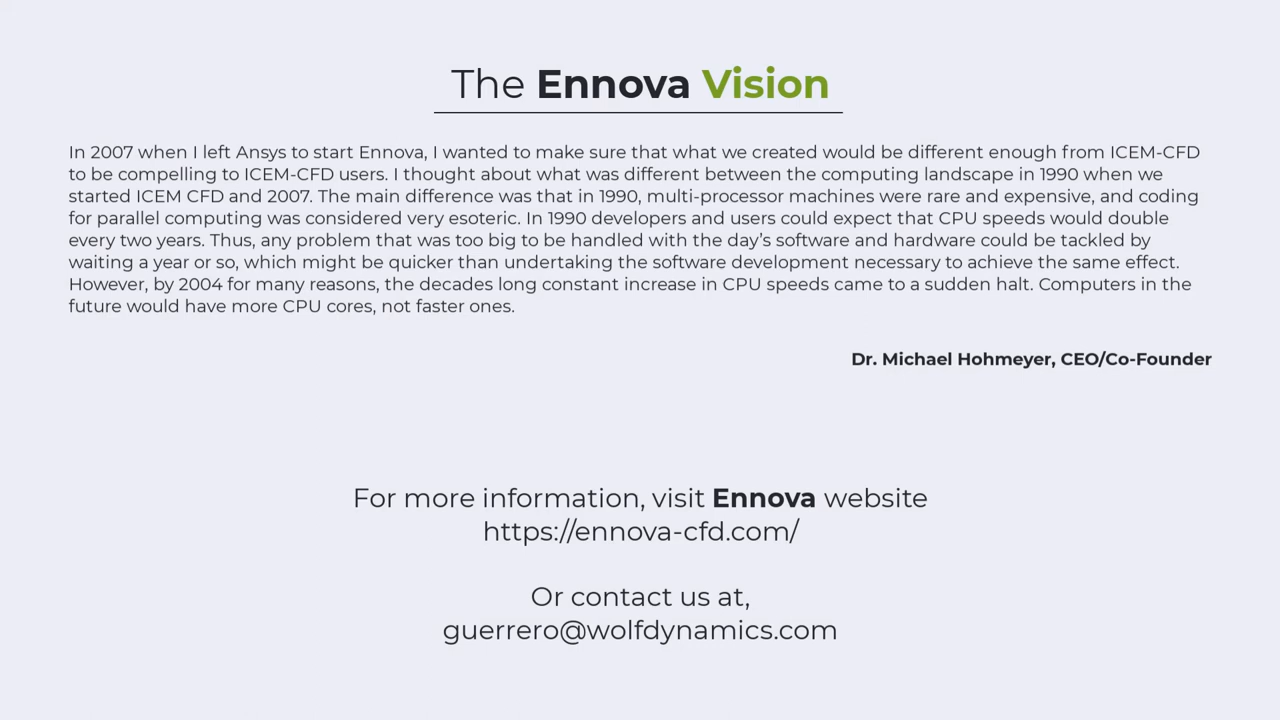 The Ennova Vision
In 2007 when I left Ansys to start Ennova, I wanted to make sure that what we created would be different enough from ICEM-CFD
to be compelling to ICEM-CFD users. I thought about what was different between the computing landscape in 1990 when we
started ICEM CFD and 2007. The main difference was that in 1990, multi-processor machines were rare and expensive, and coding
for parallel computing was considered very esoteric. In 1990 developers and users could expect that CPU speeds would double
every two years. Thus, any problem that was too big to be handled with the day’s software and hardware could be tackled by
waiting a year or so, which might be quicker than undertaking the software development necessary to achieve the same effect.
However, by 2004 for many reasons, the decades long constant increase in CPU speeds came to a sudden halt. Computers in the
future would have more CPU cores, not faster ones.
Dr. Michael Hohmeyer, CEO/Co-Founder
For more information, visit Ennova website
https://ennova-cfd.com/
Or contact us at,
guerrero@wolfdynamics.com